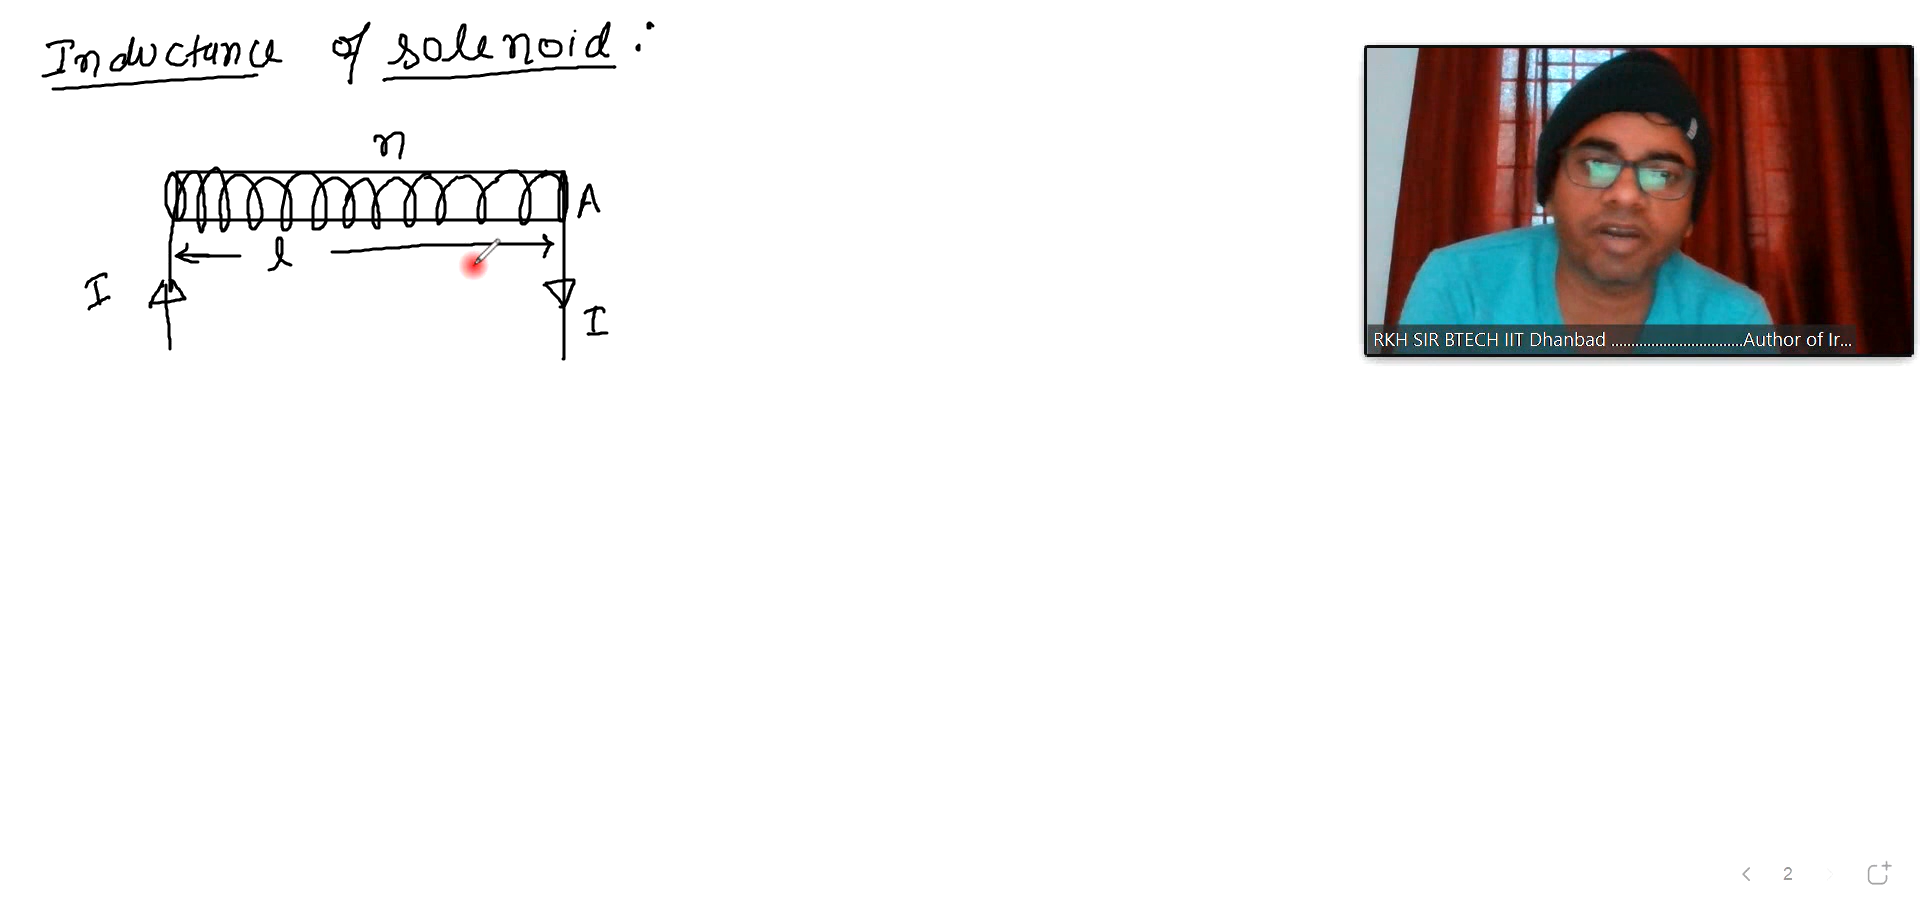 Inductance of solenoid :
n
A
l
I
I
RKH SIR BTECH IIT Dhanbad ................................Author of Ir...
2